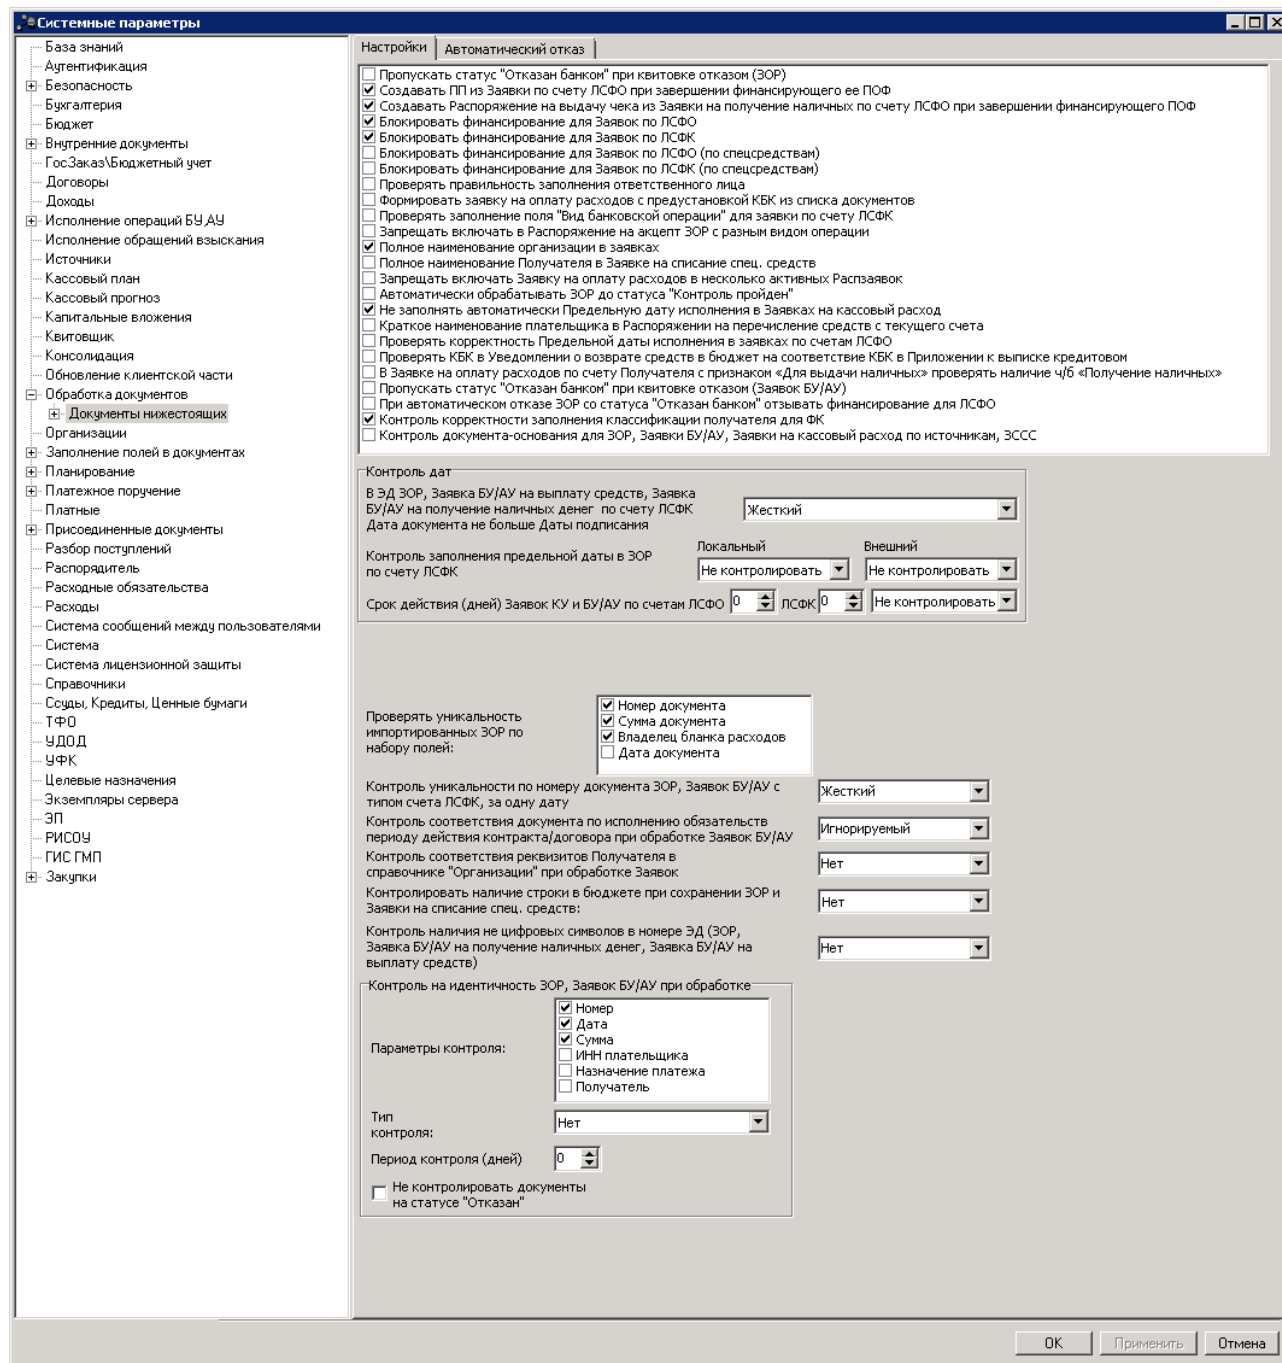 Системные параметры
База знаний
Аутентификация
Безопасность
Бухгалтерия
Бюджет
Внутренние документы
ГосЗаказ\Бюджетный учет
Договоры
Доходы
Исполнение операций БУ,АУ
Исполнение обращений взыскания
Источники
Кассовый план
Кассовый прогноз
Капитальные вложения
Квитовщик
Консолидация
Обновление клиентской части
Обработка документов
Документы нижестоящих
Организации
Заполнение полей в документах
Планирование
Платежное поручение
Платные
Присоединенные документы
Разбор поступлений
Распорядитель
Расходные обязательства
Расходы
Система сообщений между пользователями
Система
Система лицензионной защиты
Справочники
Ссуды, Кредиты, Ценные бумаги
ТФО
УДОД
УФК
Целевые назначения
Экземпляры сервера
ЭП
РИСОУ
ГИС ГМП
Закупки
Настройки
Автоматический отказ
Пропускать статус "Отказан банком" при квитовке отказом (ЗОР)
Создавать ПП из Заявки по счету ЛСФО при завершении финансирующего ее ПОФ
Создавать Распоряжение на выдачу чека из Заявки на получение наличных по счету ЛСФО при завершении финансирующего ПОФ
Блокировать финансирование для Заявок по ЛСФО
Блокировать финансирование для Заявок по ЛСФК
Блокировать финансирование для Заявок по ЛСФО (по спецсредствам)
Блокировать финансирование для Заявок по ЛСФК (по спецсредствам)
Проверять правильность заполнения ответственного лица
Формировать заявку на оплату расходов с предустановкой КБК из списка документов
Проверять заполнение поля "Вид банковской операции" для заявки по счету ЛСФК
Запрещать включать в Распоряжение на акцепт ЗОР с разным видом операции
Полное наименование организации в заявках
Полное наименование Получателя в Заявке на списание спец. средств
Запрещать включать Заявку на оплату расходов в несколько активных Распзаявок
Автоматически обрабатывать ЗОР до статуса "Контроль пройден"
Не заполнять автоматически Предельную дату исполнения в Заявках на кассовый расход
Краткое наименование плательщика в Распоряжении на перечисление средств с текущего счета
Проверять корректность Предельной даты исполнения в заявках по счетам ЛСФО
Проверять КБК в Уведомлении о возврате средств в бюджет на соответствие КБК в Приложении к выписке кредитовом
В Заявке на оплату расходов по счету Получателя с признаком «Для выдачи наличных» проверять наличие ч/б «Получение наличных»
Пропускать статус "Отказан банком" при квитовке отказом (Заявок БУ/АУ)
При автоматическом отказе ЗОР со статуса "Отказан банком" отзывать финансирование для ЛСФО
Контроль корректности заполнения классификации получателя для ФК
Контроль документа-основания для ЗОР, Заявки БУ/АУ, Заявки на кассовый расход по источникам, ЗССС
Контроль дат
В ЭД ЗОР, Заявка БУ/АУ на выплату средств, Заявка
БУ/АУ на получение наличных денег по счету ЛСФК
Дата документа не больше Даты подписания
Жесткий
Локальный
Внешний
Контроль заполнения предельной даты в ЗОР
по счету ЛСФК
Не контролировать
Не контролировать
Срок действия (дней) Заявок КУ и БУ/АУ по счетам ЛСФО 0 ЛСФК 0 Не контролировать
Проверять уникальность
импортированных ЗОР по
набору полей:
Номер документа
Сумма документа
Владелец бланка расходов
Дата документа
Контроль уникальности по номеру документа ЗОР, Заявок БУ/АУ с
типом счета ЛСФК, за одну дату
Жесткий
Контроль соответствия документа по исполнению обязательств
периоду действия контракта/договора при обработке Заявок БУ/АУ
Игнорируемый
Контроль соответствия реквизитов Получателя в
справочнике "Организации" при обработке Заявок
Нет
Контролировать наличие строки в бюджете при сохранении ЗОР и
Заявки на списание спец. средств:
Нет
Контроль наличия не цифровых символов в номере ЭД (ЗОР,
Заявка БУ/АУ на получение наличных денег, Заявка БУ/АУ на
выплату средств)
Нет
Контроль на идентичность ЗОР, Заявок БУ/АУ при обработке
Параметры контроля:
Номер
Дата
Сумма
ИНН плательщика
Назначение платежа
Получатель
Тип
контроля:
Нет
Период контроля (дней) 0
Не контролировать документы
на статусе "Отказан"
OK
Применить
Отмена